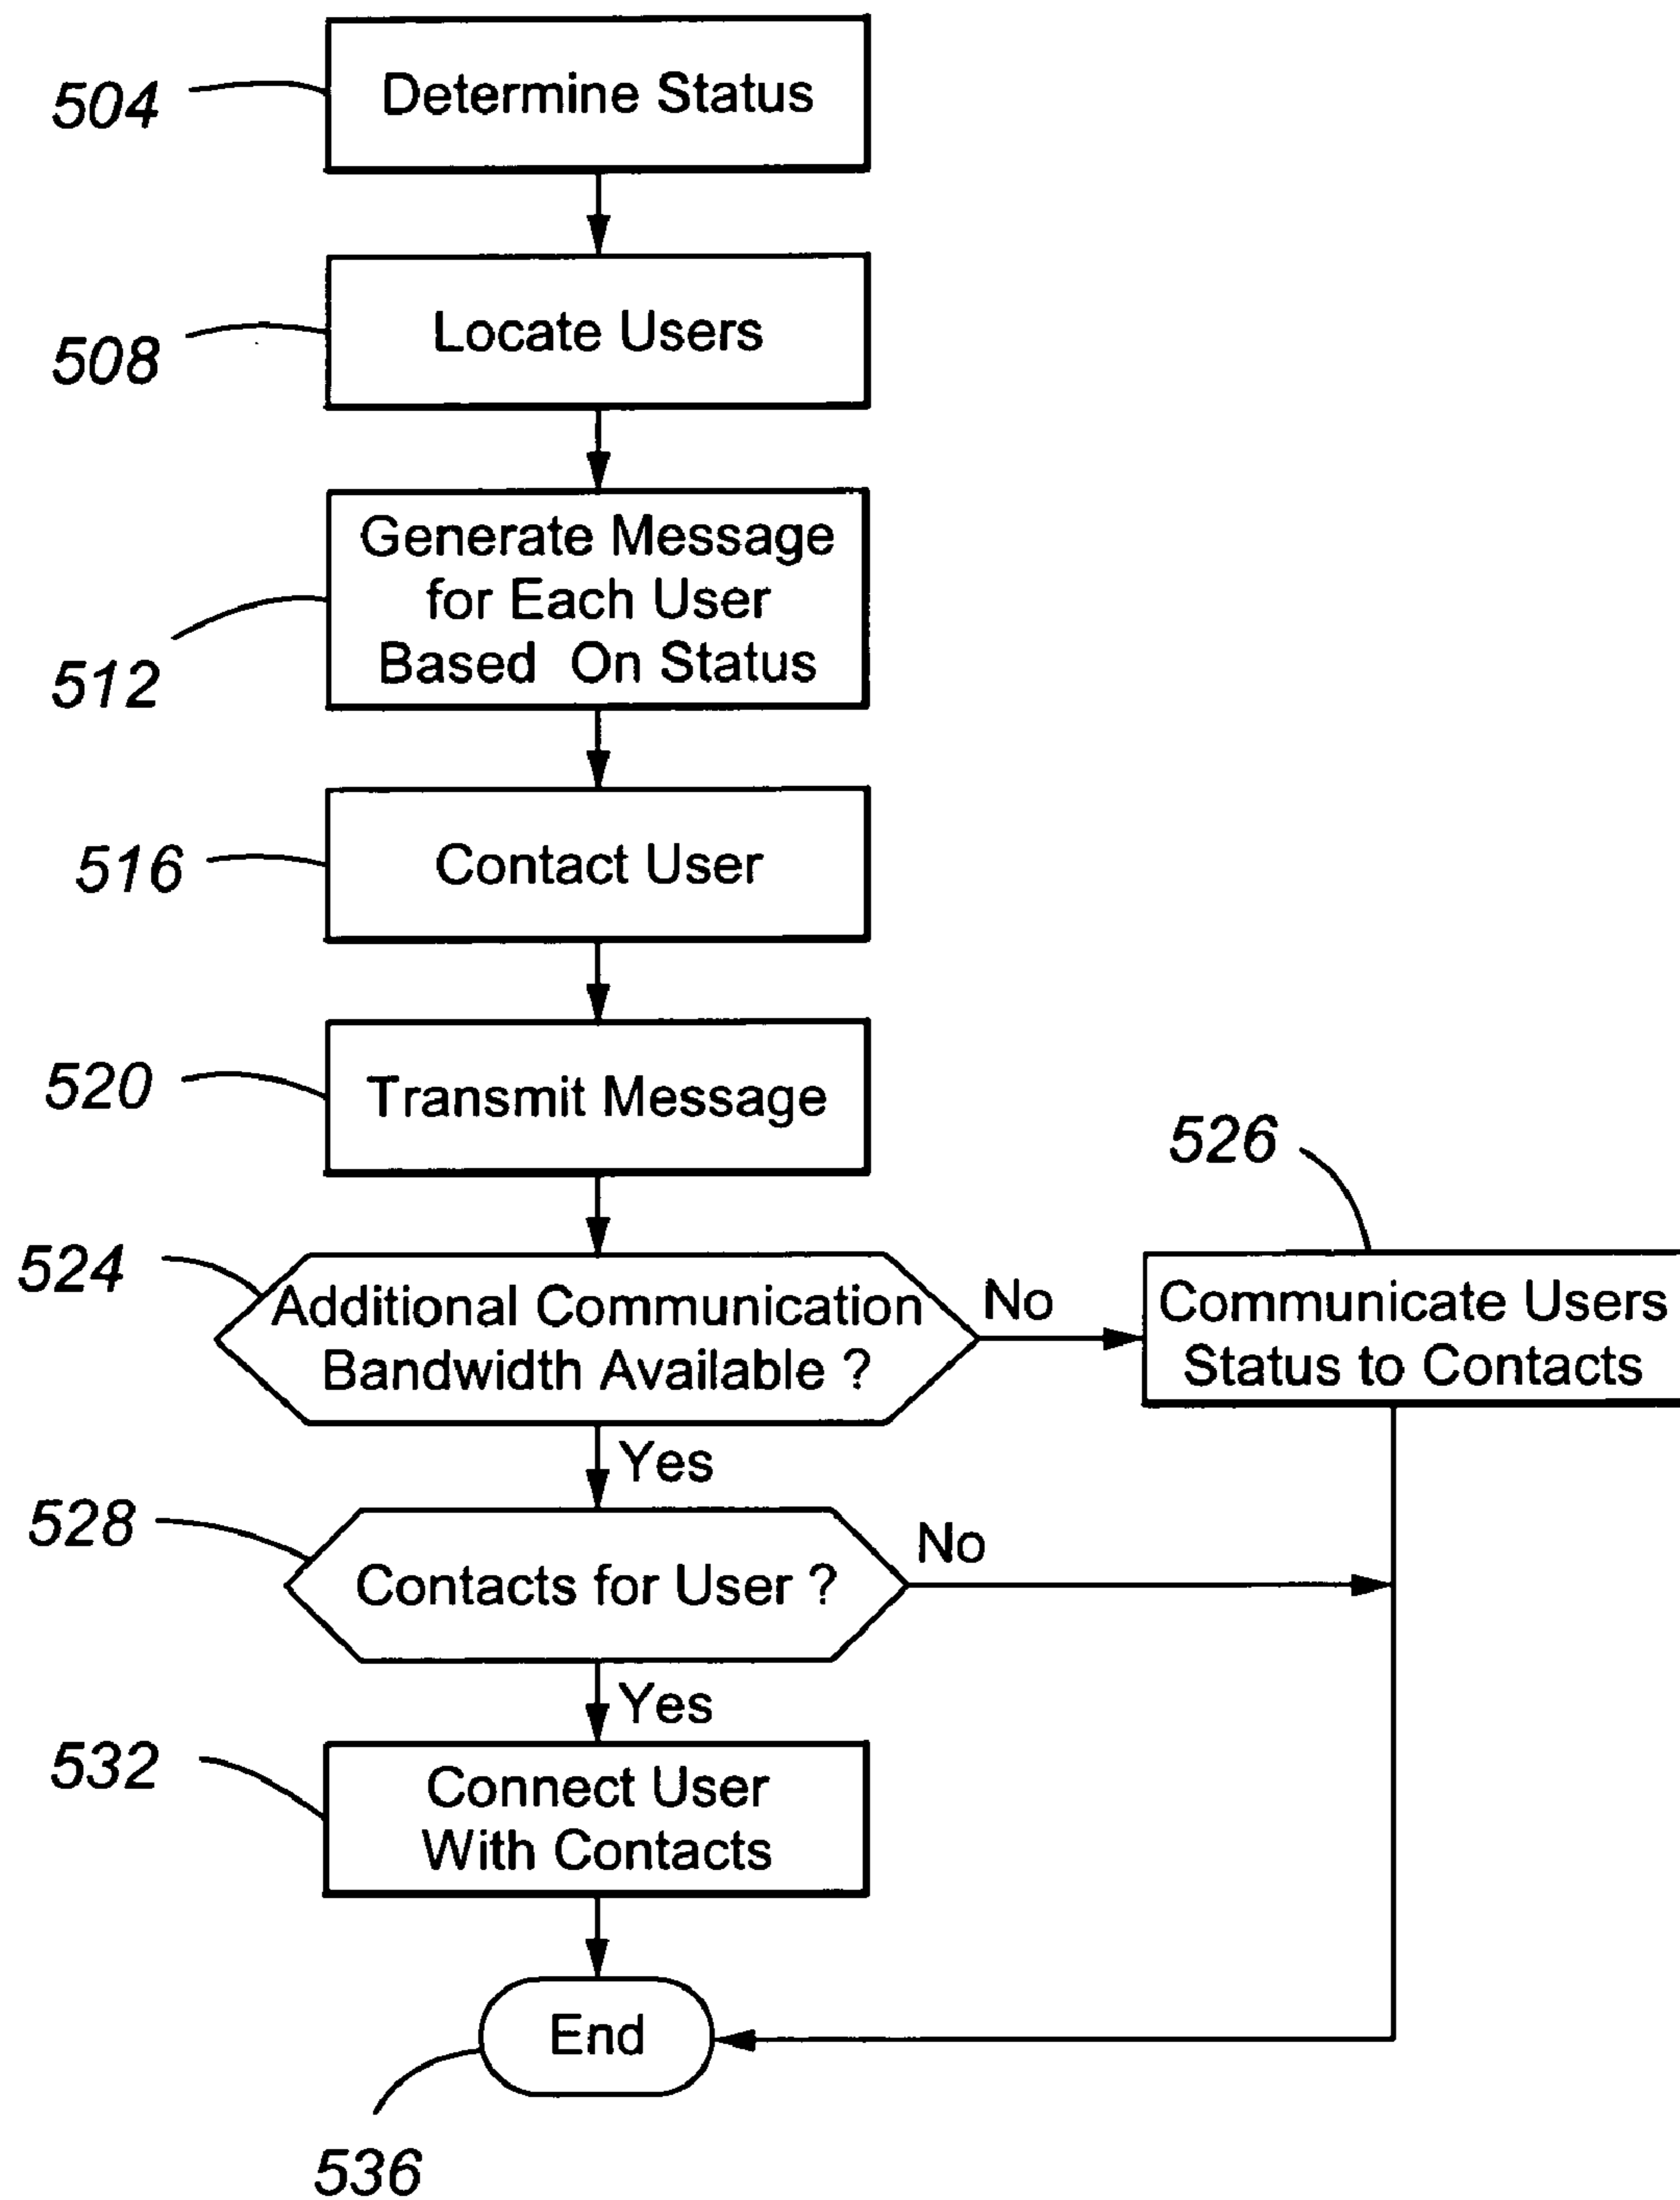 504
Determine Status
508
Locate Users
512
Generate Message
for Each User
Based On Status
516
Contact User
520
Transmit Message
524
Additional Communication
Bandwidth Available ?
No
526
Communicate Users
Status to Contacts
Yes
528
Contacts for User ?
No
Yes
532
Connect User
With Contacts
End
536